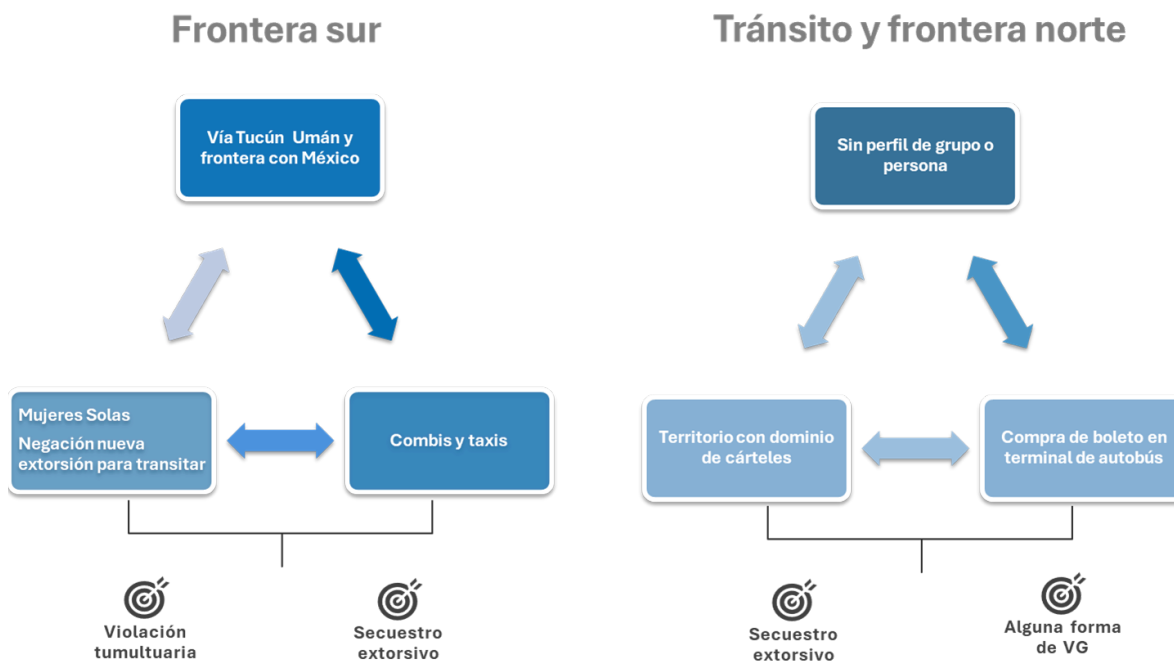 Frontera sur
Vía Tucún Umán y
frontera con México
Mujeres Solas
Negación nueva
extorsión para transitar
Combis y taxis
Violación
tumultuaria
Secuestro
extorsivo
Tránsito y frontera norte
Sin perfil de grupo o
persona
Territorio con dominio
de cárteles
Compra de boleto en
terminal de autobús
Secuestro
extorsivo
Alguna forma
de VG